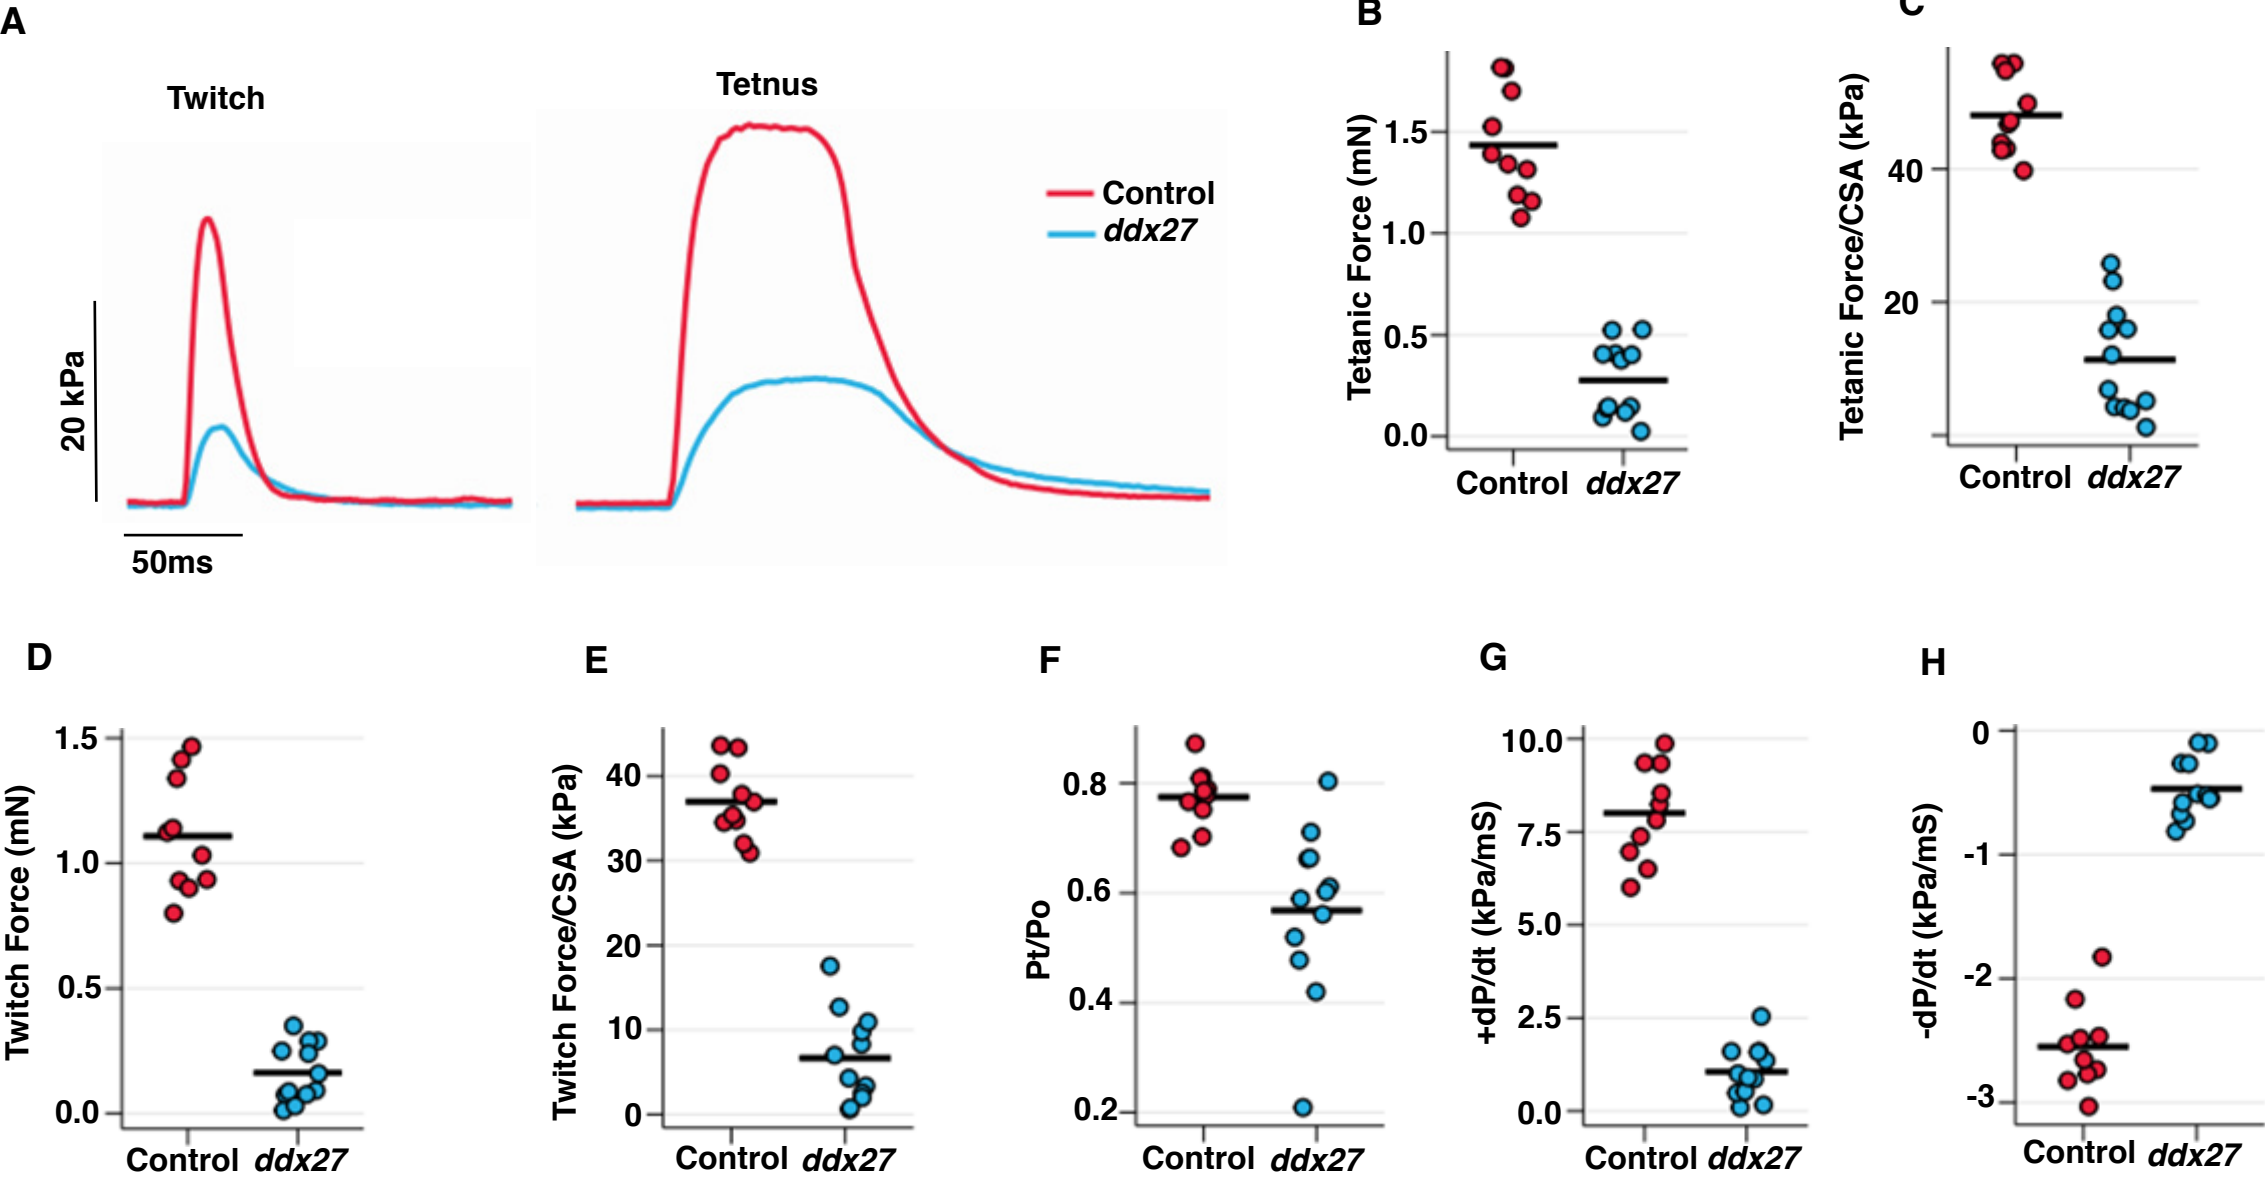 A
Twitch
Tetnus
Control
ddx27
20 kPa
50ms
B
Tetanic Force (mN)
1.5
1.0
0.5
0.0
Control ddx27
C
Tetanic Force/CSA (kPa)
40
20
Control ddx27
D
Twitch Force (mN)
1.5
1.0
0.5
0.0
Control ddx27
E
Twitch Force/CSA (kPa)
40
30
20
10
0
Control ddx27
F
Pt/Po
0.8
0.6
0.4
0.2
Control ddx27
G
+dP/dt (kPa/mS)
10.0
7.5
5.0
2.5
0.0
Control ddx27
H
-dP/dt (kPa/mS)
0
-1
-2
-3
Control ddx27